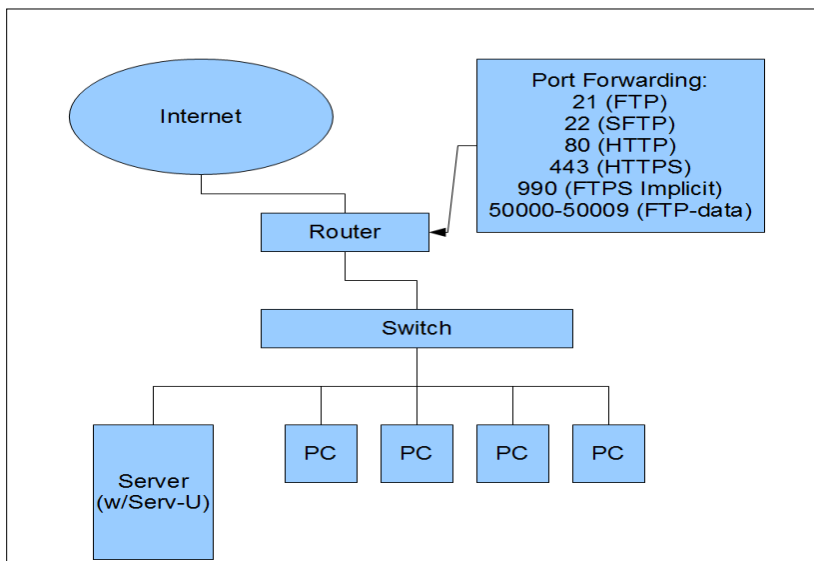 Internet
Port Forwarding:
21 (FTP)
22 (SFTP)
80 (HTTP)
443 (HTTPS)
990 (FTPS Implicit)
50000-50009 (FTP-data)
Router
Switch
Server
(w/Serv-U)
PC
PC
PC
PC